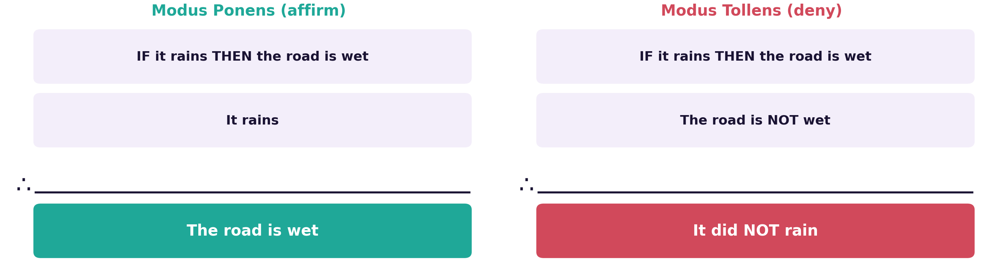 Modus Ponens (affirm)
IF it rains THEN the road is wet
It rains
∴
The road is wet
Modus Tollens (deny)
IF it rains THEN the road is wet
The road is NOT wet
∴
It did NOT rain